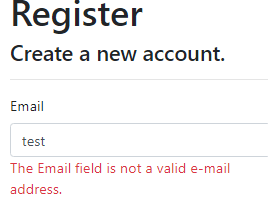 Register
Create a new account.
Email
test
The Email field is not a valid e-mail
address.